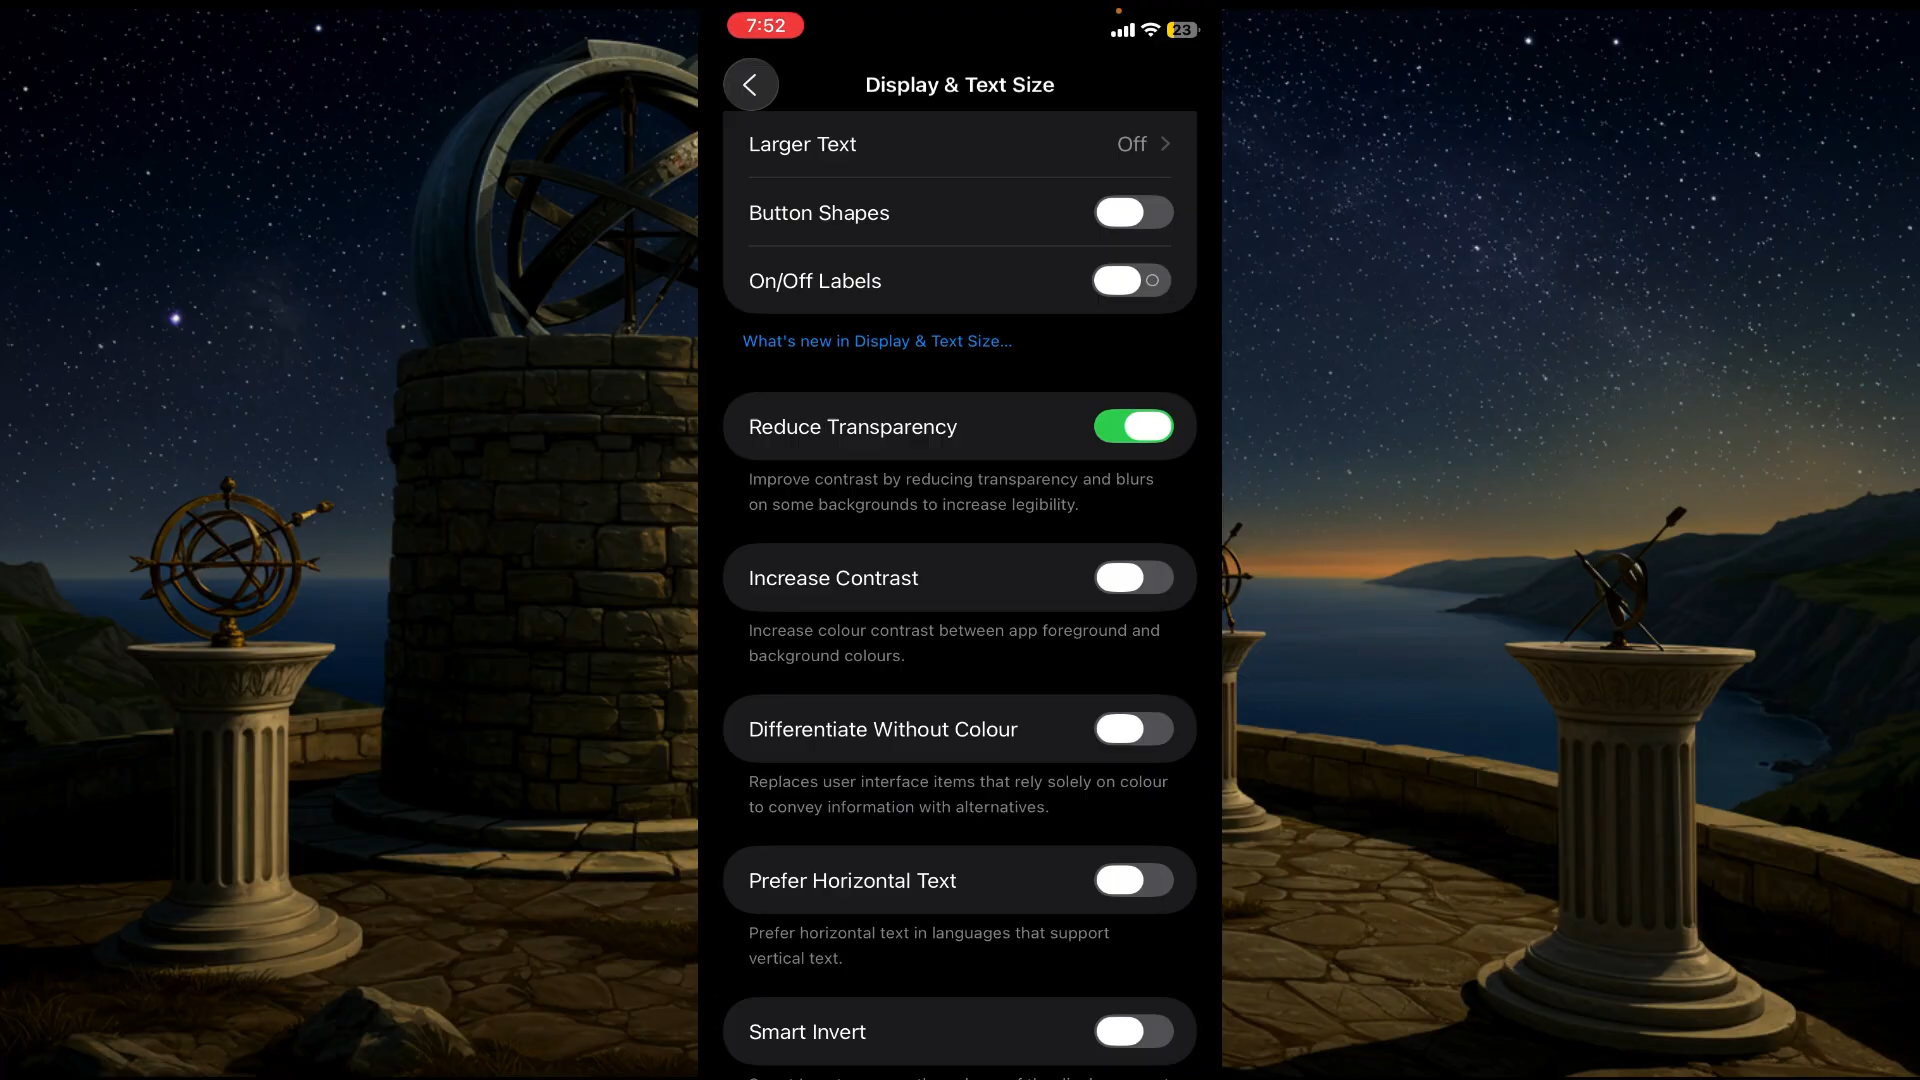 7:52
23
Display & Text Size
Larger Text Off
Button Shapes
On/Off Labels
What's new in Display & Text Size...
Reduce Transparency
Improve contrast by reducing transparency and blurs
on some backgrounds to increase legibility.
Increase Contrast
Increase colour contrast between app foreground and
background colours.
Differentiate Without Colour
Replaces user interface items that rely solely on colour
to convey information with alternatives.
Prefer Horizontal Text
Prefer horizontal text in languages that support
vertical text.
Smart Invert